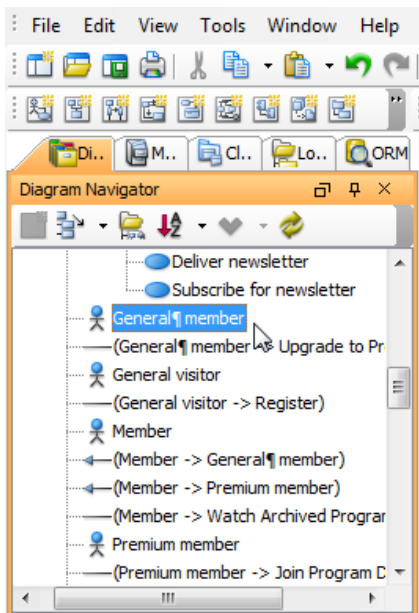 File Edit View Tools Window Help
Di.. M.. Cl.. Lo.. ORM
Diagram Navigator
Deliver newsletter
Subscribe for newsletter
General¶ member
(General¶ member -> Upgrade to Pr
General visitor
(General visitor -> Register)
Member
(Member -> General¶ member)
(Member -> Premium member)
(Member -> Watch Archived Program
Premium member
(Premium member -> Join Program D